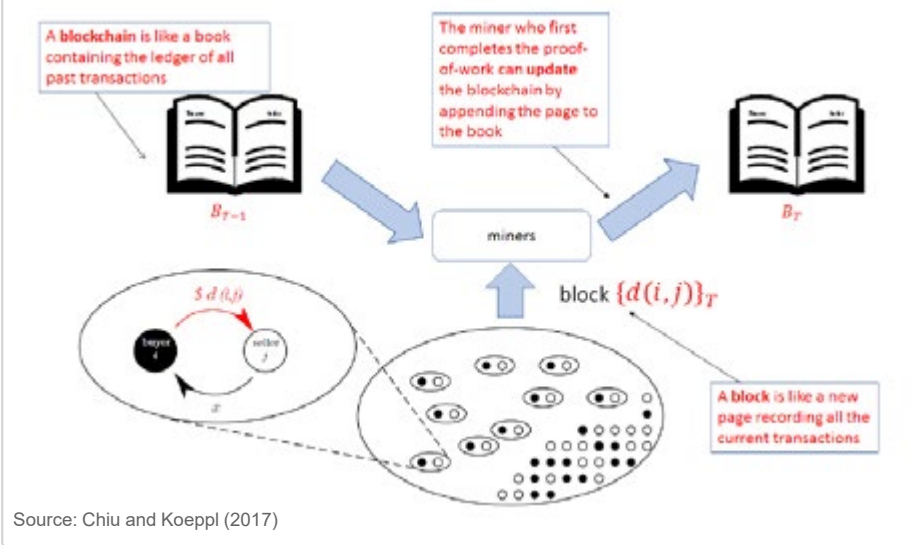 A blockchain is like a book
containing the ledger of all
past transactions
The miner who first
completes the proof-
of-work can update
the blockchain by
appending the page to
the book
B_{T-1}
miners
B_T
block {d(i,j)}_T
$ d (i,j)
buyer
i
seller
j
x
A block is like a new
page recording all the
current transactions
Source: Chiu and Koeppl (2017)